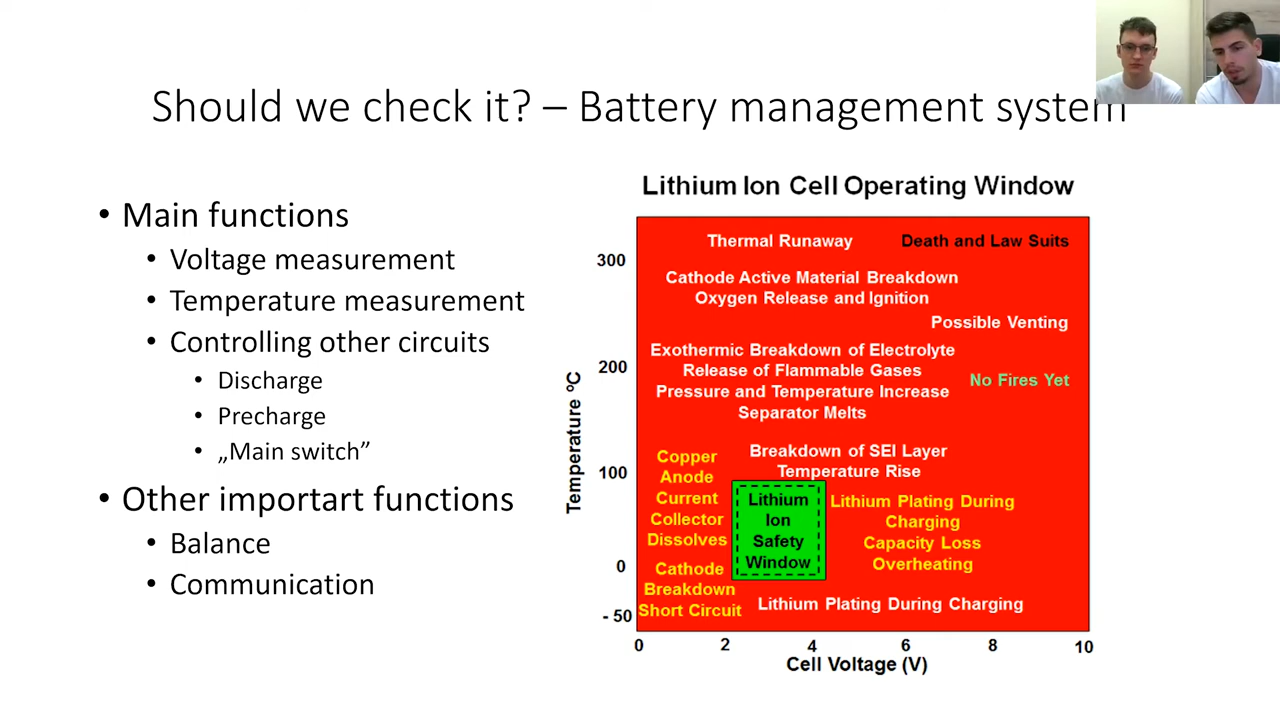 Should we check it? – Battery management system
• Main functions
• Voltage measurement
• Temperature measurement
• Controlling other circuits
• Discharge
• Precharge
• „Main switch”
• Other importart functions
• Balance
• Communication
Lithium Ion Cell Operating Window
Thermal Runaway
Death and Law Suits
Cathode Active Material Breakdown
Oxygen Release and Ignition
Possible Venting
Exothermic Breakdown of Electrolyte
Release of Flammable Gases
Pressure and Temperature Increase
Separator Melts
No Fires Yet
Breakdown of SEI Layer
Temperature Rise
Copper
Anode
Current
Collector
Dissolves
Lithium
Ion
Safety
Window
Lithium Plating During
Charging
Capacity Loss
Overheating
Cathode
Breakdown
Short Circuit
Lithium Plating During Charging
Temperature ºC
300
200
100
0
- 50
0 2 4 6 8 10
Cell Voltage (V)